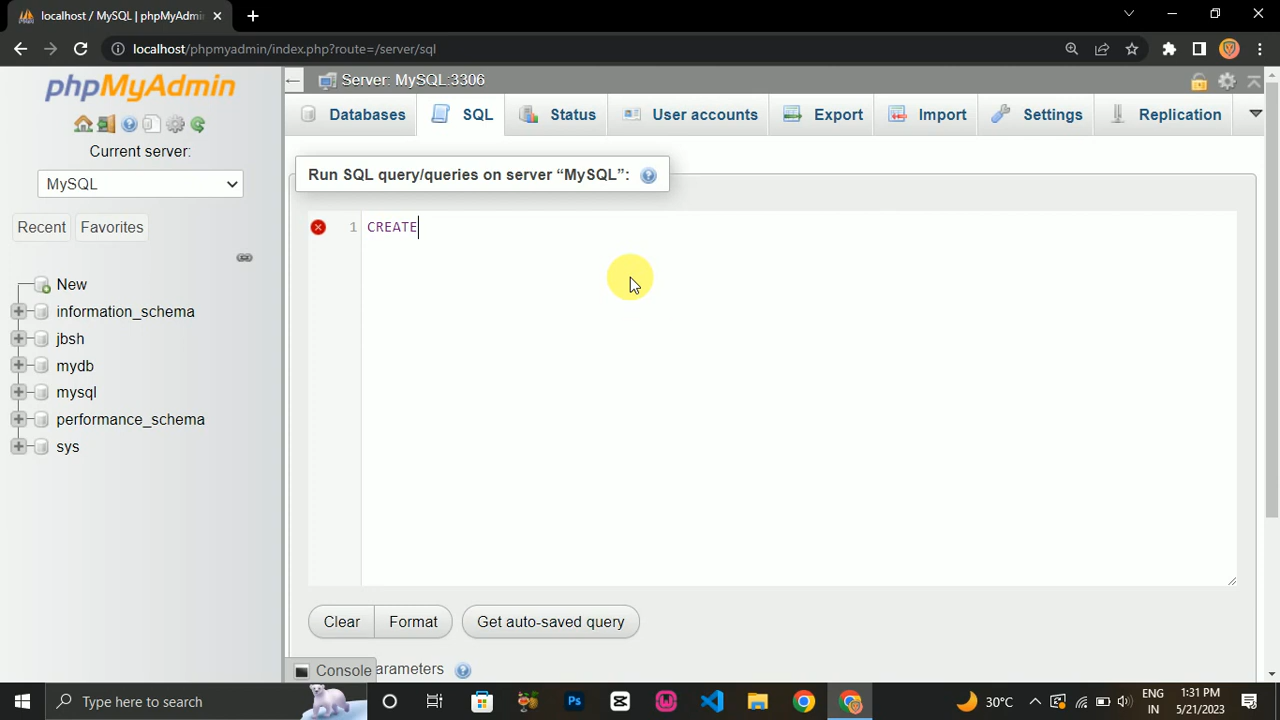 localhost / MySQL | phpMyAdmin
localhost/phpmyadmin/index.php?route=/server/sql
phpMyAdmin
Server: MySQL:3306
Databases
SQL
Status
User accounts
Export
Import
Settings
Replication
Current server:
MySQL
Recent
Favorites
New
information_schema
jbsh
mydb
mysql
performance_schema
sys
Run SQL query/queries on server “MySQL”:
1 CREATE
Clear
Format
Get auto-saved query
Console
arameters
Type here to search
Ps
30°C
ENG
IN
1:31 PM
5/21/2023